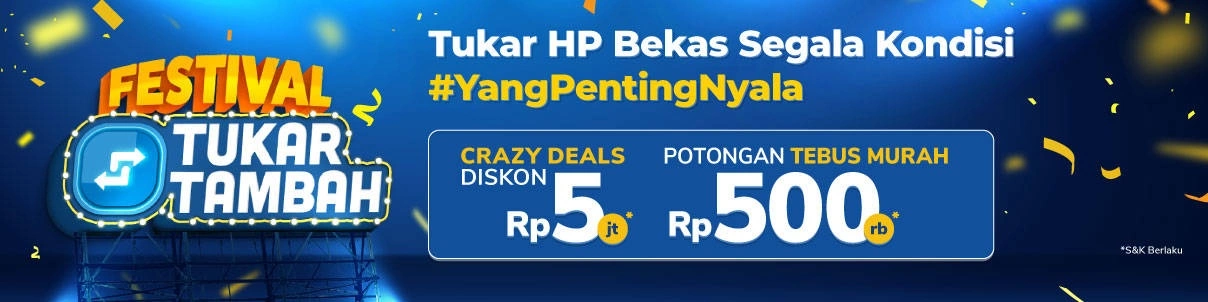 FESTIVAL
TUKAR
TAMBAH
Tukar HP Bekas Segala Kondisi
#YangPentingNyala
CRAZY DEALS
DISKON
Rp5jt*
POTONGAN TEBUS MURAH
Rp500rb*
*S&K Berlaku